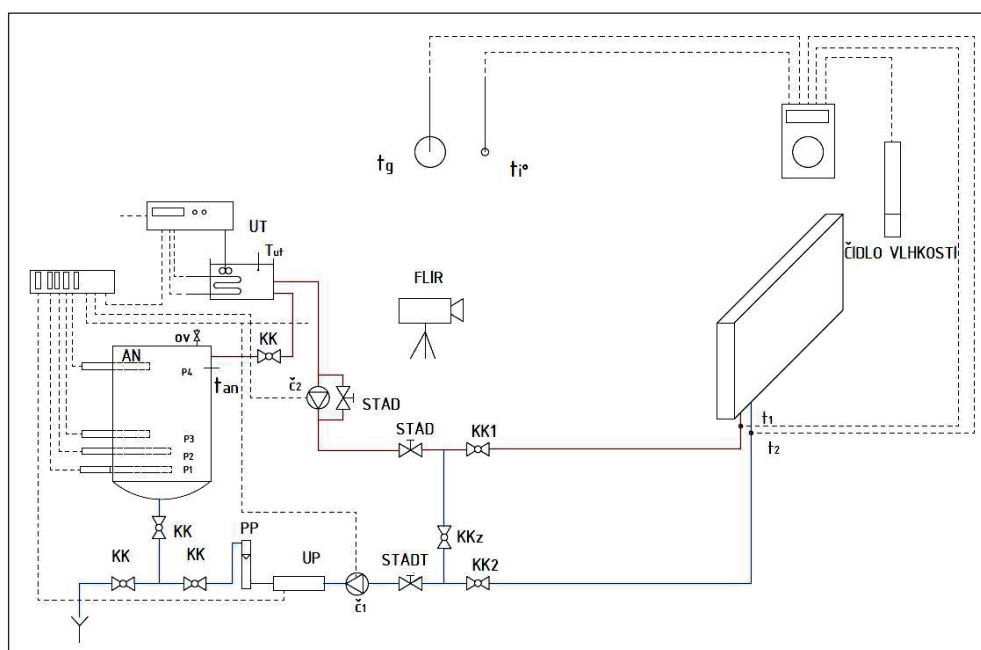 tg
ti°
UT
Tut
ČIDLO VLHKOSTI
FLIR
ov
KK
AN
P4
tan
č2
STAD
STAD
KK1
t1
t2
P3
P2
P1
KK
PP
KKz
KK
KK
UP
STADT
KK2
č1